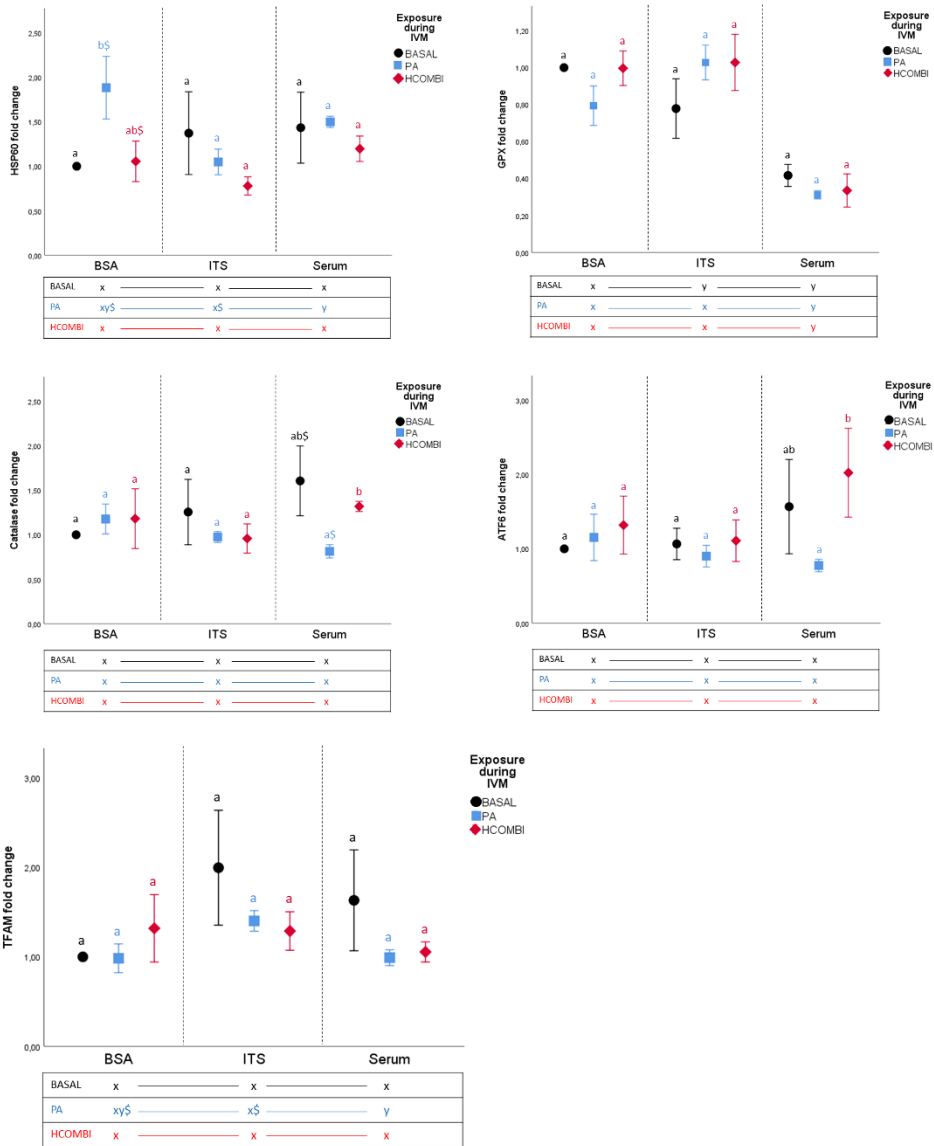 Exposure during IVM
BASAL
PA
HCOMBI
HSP60 fold change
2,50
2,00
1,50
1,00
0,50
0,00
a
b$
ab$
a
a
a
a
a
a
BSA
ITS
Serum
BASAL x x x
PA xy$ x$ y
HCOMBI x x x
Exposure during IVM
BASAL
PA
HCOMBI
GPX fold change
1,20
1,00
0,80
0,60
0,40
0,20
0,00
a
a
a
a
a
a
a
a
a
BSA
ITS
Serum
BASAL x y y
PA x x y
HCOMBI x x y
Exposure during IVM
BASAL
PA
HCOMBI
Catalase fold change
2,50
2,00
1,50
1,00
0,50
0,00
a
a
a
a
a
a
ab$
a$
b
BSA
ITS
Serum
BASAL x x x
PA x x x
HCOMBI x x x
Exposure during IVM
BASAL
PA
HCOMBI
ATF6 fold change
3,00
2,00
1,00
0,00
a
a
a
a
a
a
ab
a
b
BSA
ITS
Serum
BASAL x x x
PA x x x
HCOMBI x x x
Exposure during IVM
BASAL
PA
HCOMBI
TFAM fold change
3,00
2,00
1,00
0,00
a
a
a
a
a
a
a
a
a
BSA
ITS
Serum
BASAL x x x
PA xy$ x$ y
HCOMBI x x x